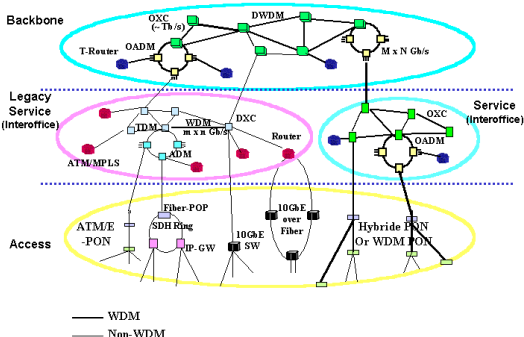 Backbone
OXC
(~Tb/s)
DWDM
OADM
T-Router
M x N Gb/s
Legacy
Service
(Interoffice)
WDM
m x n Gb/s
DXC
TDM
Router
ADM
ATM/MPLS
OXC
Service
(Interoffice)
OADM
Access
ATM/E
-PON
Fiber-POP
SDH Ring
IP-GW
10GbE
SW
10GbE
over
Fiber
Hybride PON
Or WDM PON
WDM
Non-WDM